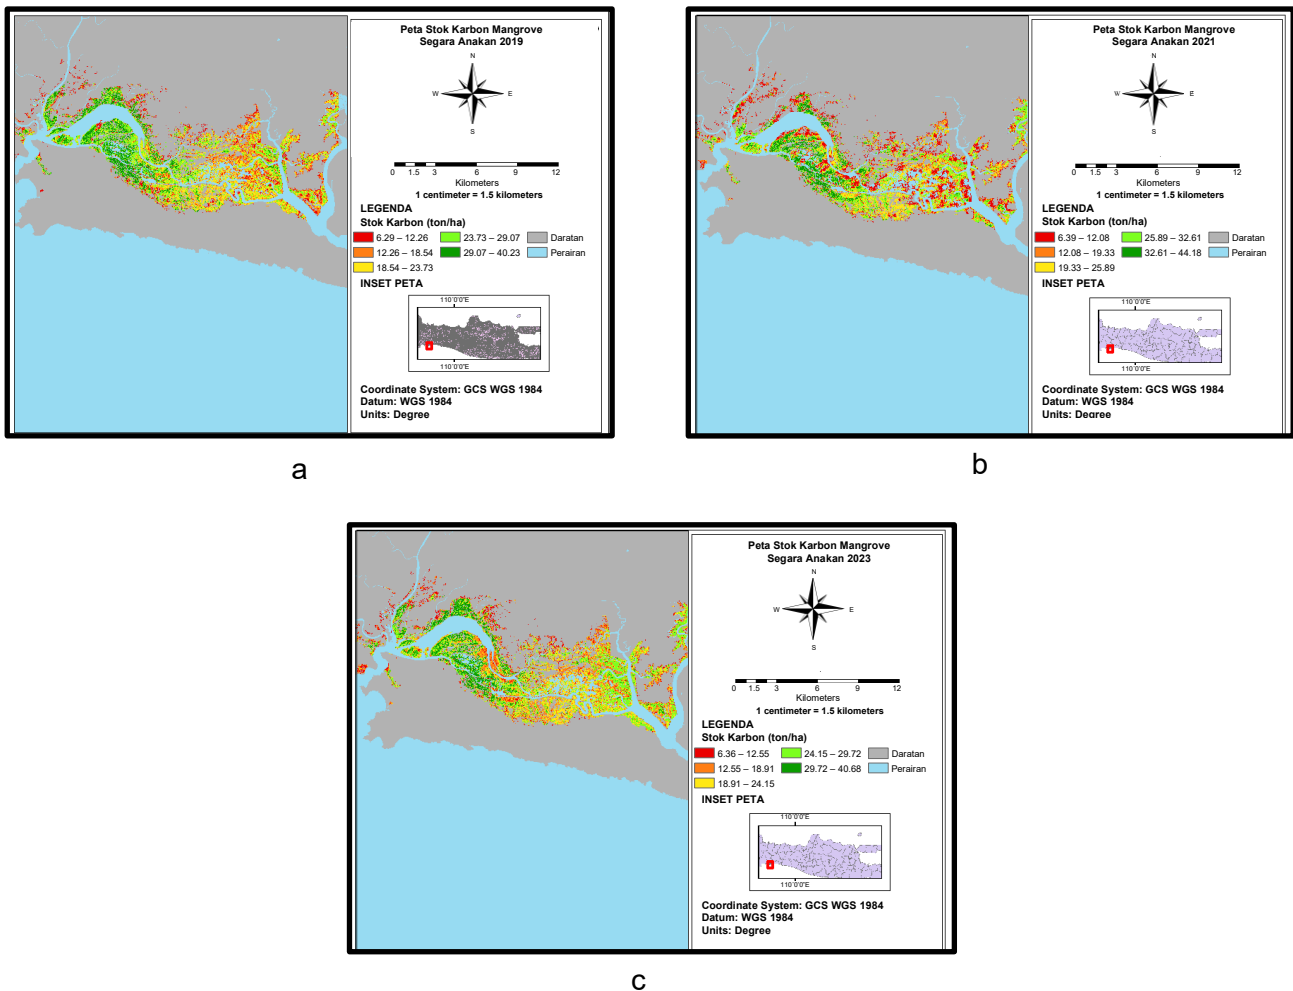 Peta Stok Karbon Mangrove
Segara Anakan 2019
N
W
E
S
0 1.5 3 6 9 12
Kilometers
1 centimeter = 1.5 kilometers
LEGENDA
Stok Karbon (ton/ha)
6.29 – 12.26 23.73 – 29.07 Daratan
12.26 - 18.54 29.07 - 40.23 Perairan
18.54 – 23.73
INSET PETA
110°0'0"E
110°0'0"E
Coordinate System: GCS WGS 1984
Datum: WGS 1984
Units: Degree
a
Peta Stok Karbon Mangrove
Segara Anakan 2021
N
W
E
S
0 1.5 3 6 9 12
Kilometers
1 centimeter = 1.5 kilometers
LEGENDA
Stok Karbon (ton/ha)
6.39 – 12.08 25.89 – 32.61 Daratan
12.08 – 19.33 32.61 – 44.18 Perairan
19.33 – 25.89
INSET PETA
110°0'0"E
110°0'0"E
Coordinate System: GCS WGS 1984
Datum: WGS 1984
Units: Degree
b
Peta Stok Karbon Mangrove
Segara Anakan 2023
N
W
E
S
0 1.5 3 6 9 12
Kilometers
1 centimeter = 1.5 kilometers
LEGENDA
Stok Karbon (ton/ha)
6.36 – 12.55 24.15 – 29.72 Daratan
12.55 – 18.91 29.72 – 40.68 Perairan
18.91 – 24.15
INSET PETA
110°0'0"E
110°0'0"E
Coordinate System: GCS WGS 1984
Datum: WGS 1984
Units: Degree
c